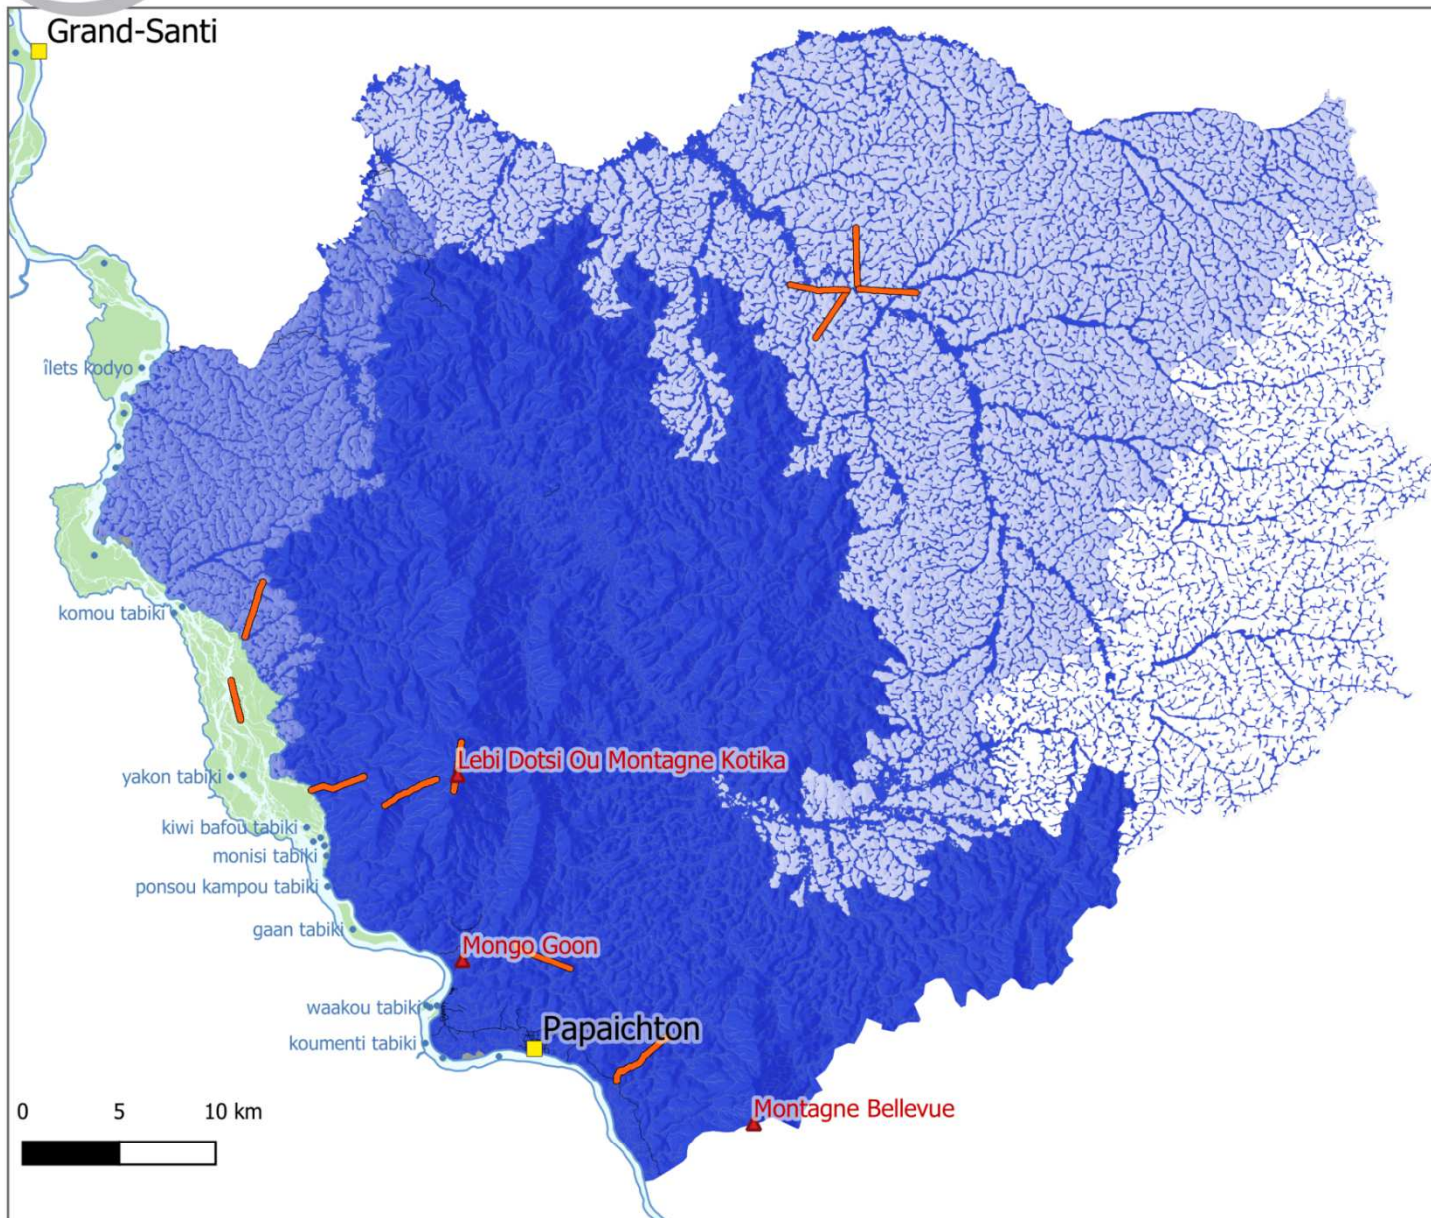 Grand-Santi
îlets kodyo
komou tabiki
Lebi Dotsi Ou Montagne Kotika
yakon tabiki
kiwi bafou tabiki
monisi tabiki
ponsou kampou tabiki
gaan tabiki
Mongo Goon
waakou tabiki
Papaichton
koumenti tabiki
0 5 10 km
Montagne Bellevue